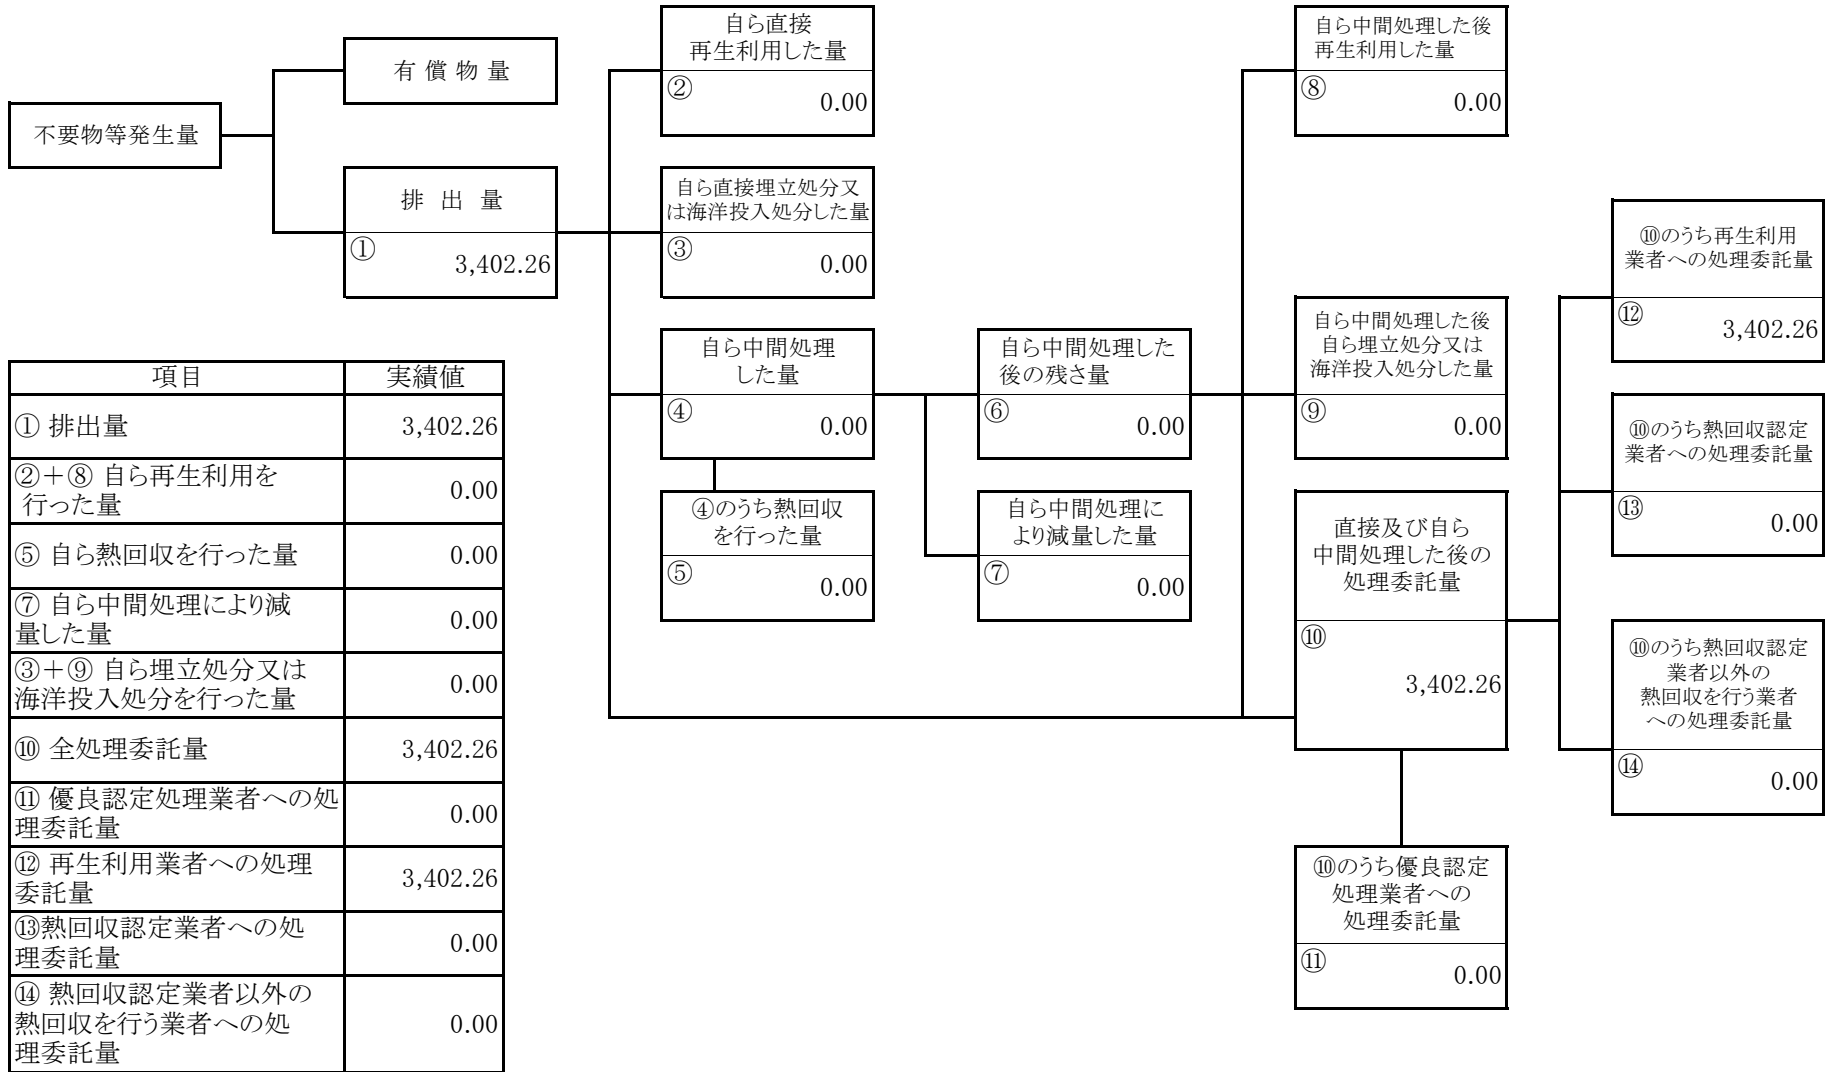 不要物等発生量
有 償 物 量
排 出 量
①
3,402.26
自ら直接
再生利用した量
②
0.00
自ら直接埋立処分又
は海洋投入処分した量
③
0.00
自ら中間処理
した量
④
0.00
④のうち熱回収
を行った量
⑤
0.00
自ら中間処理した
後の残さ量
⑥
0.00
自ら中間処理に
より減量した量
⑦
0.00
自ら中間処理した後
再生利用した量
⑧
0.00
自ら中間処理した後
自ら埋立処分又は
海洋投入処分した量
⑨
0.00
直接及び自ら
中間処理した後の
処理委託量
⑩
3,402.26
⑩のうち優良認定
処理業者への
処理委託量
⑪
0.00
⑩のうち再生利用
業者への処理委託量
⑫
3,402.26
⑩のうち熱回収認定
業者への処理委託量
⑬
0.00
⑩のうち熱回収認定
業者以外の
熱回収を行う業者
への処理委託量
⑭
0.00
項目 実績値
① 排出量 3,402.26
②＋⑧ 自ら再生利用を
行った量 0.00
⑤ 自ら熱回収を行った量 0.00
⑦ 自ら中間処理により減
量した量 0.00
③＋⑨ 自ら埋立処分又は
海洋投入処分を行った量 0.00
⑩ 全処理委託量 3,402.26
⑪ 優良認定処理業者への処
理委託量 0.00
⑫ 再生利用業者への処理
委託量 3,402.26
⑬熱回収認定業者への処
理委託量 0.00
⑭ 熱回収認定業者以外の
熱回収を行う業者への処
理委託量 0.00